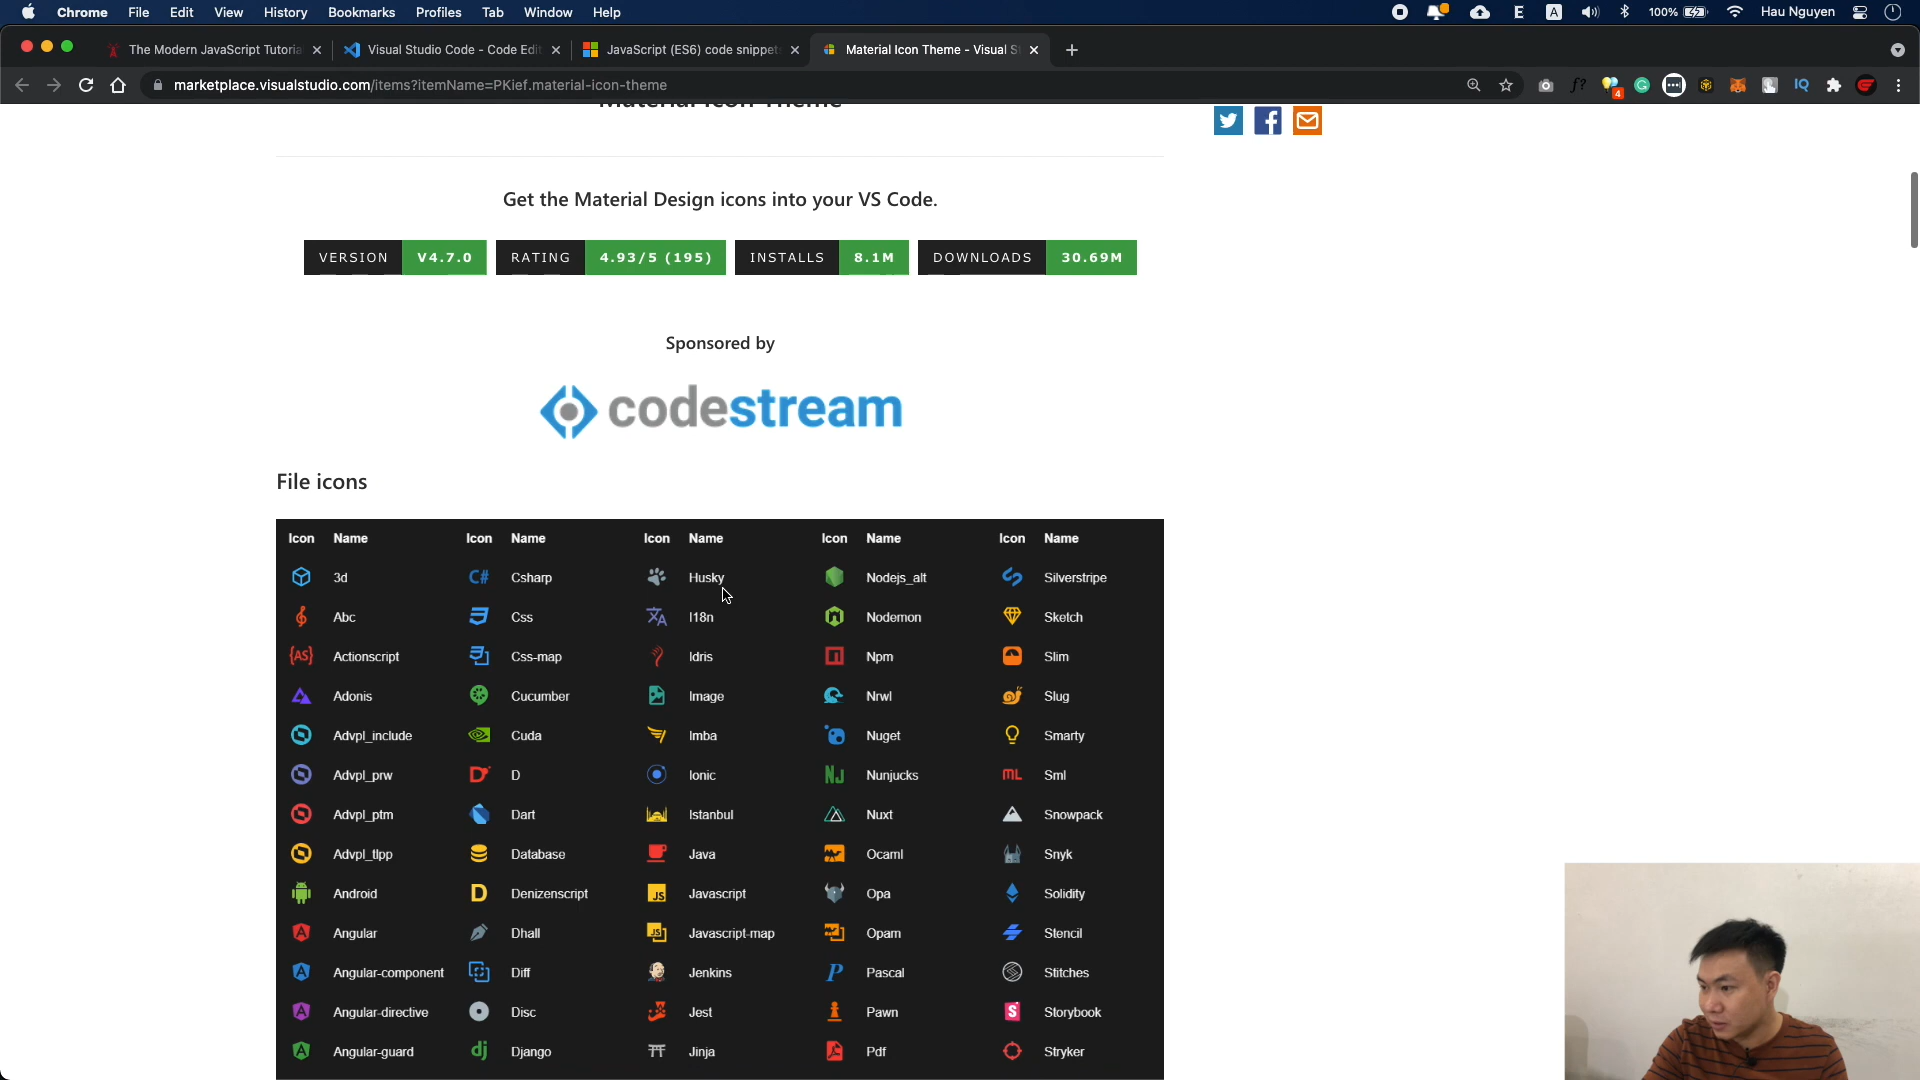 Chrome File Edit View History Bookmarks Profiles Tab Window Help E A 100% Hau Nguyen
The Modern JavaScript Tutoria Visual Studio Code - Code Edit JavaScript (ES6) code snippets Material Icon Theme - Visual S
marketplace.visualstudio.com/items?itemName=PKief.material-icon-theme f? 4 IQ
Material Icon Theme
Get the Material Design icons into your VS Code.
VERSION V4.7.0 RATING 4.93/5 (195) INSTALLS 8.1M DOWNLOADS 30.69M
Sponsored by
codestream
File icons
Icon Name Icon Name Icon Name Icon Name Icon Name
3d C# Csharp Husky Nodejs_alt Silverstripe
Abc Css I18n Nodemon Sketch
{AS} Actionscript Css-map Idris Npm Slim
Adonis Cucumber Image Nrwl Slug
Advpl_include Cuda Imba Nuget Smarty
Advpl_prw D D Ionic NJ Nunjucks ML Sml
Advpl_ptm Dart Istanbul Nuxt Snowpack
Advpl_tlpp Database Java Ocaml Snyk
Android D Denizenscript JS Javascript Opa Solidity
Angular Dhall JS Javascript-map Opam Stencil
Angular-component Diff Jenkins P Pascal Stitches
Angular-directive Disc Jest Pawn S Storybook
Angular-guard dj Django Jinja Pdf Stryker